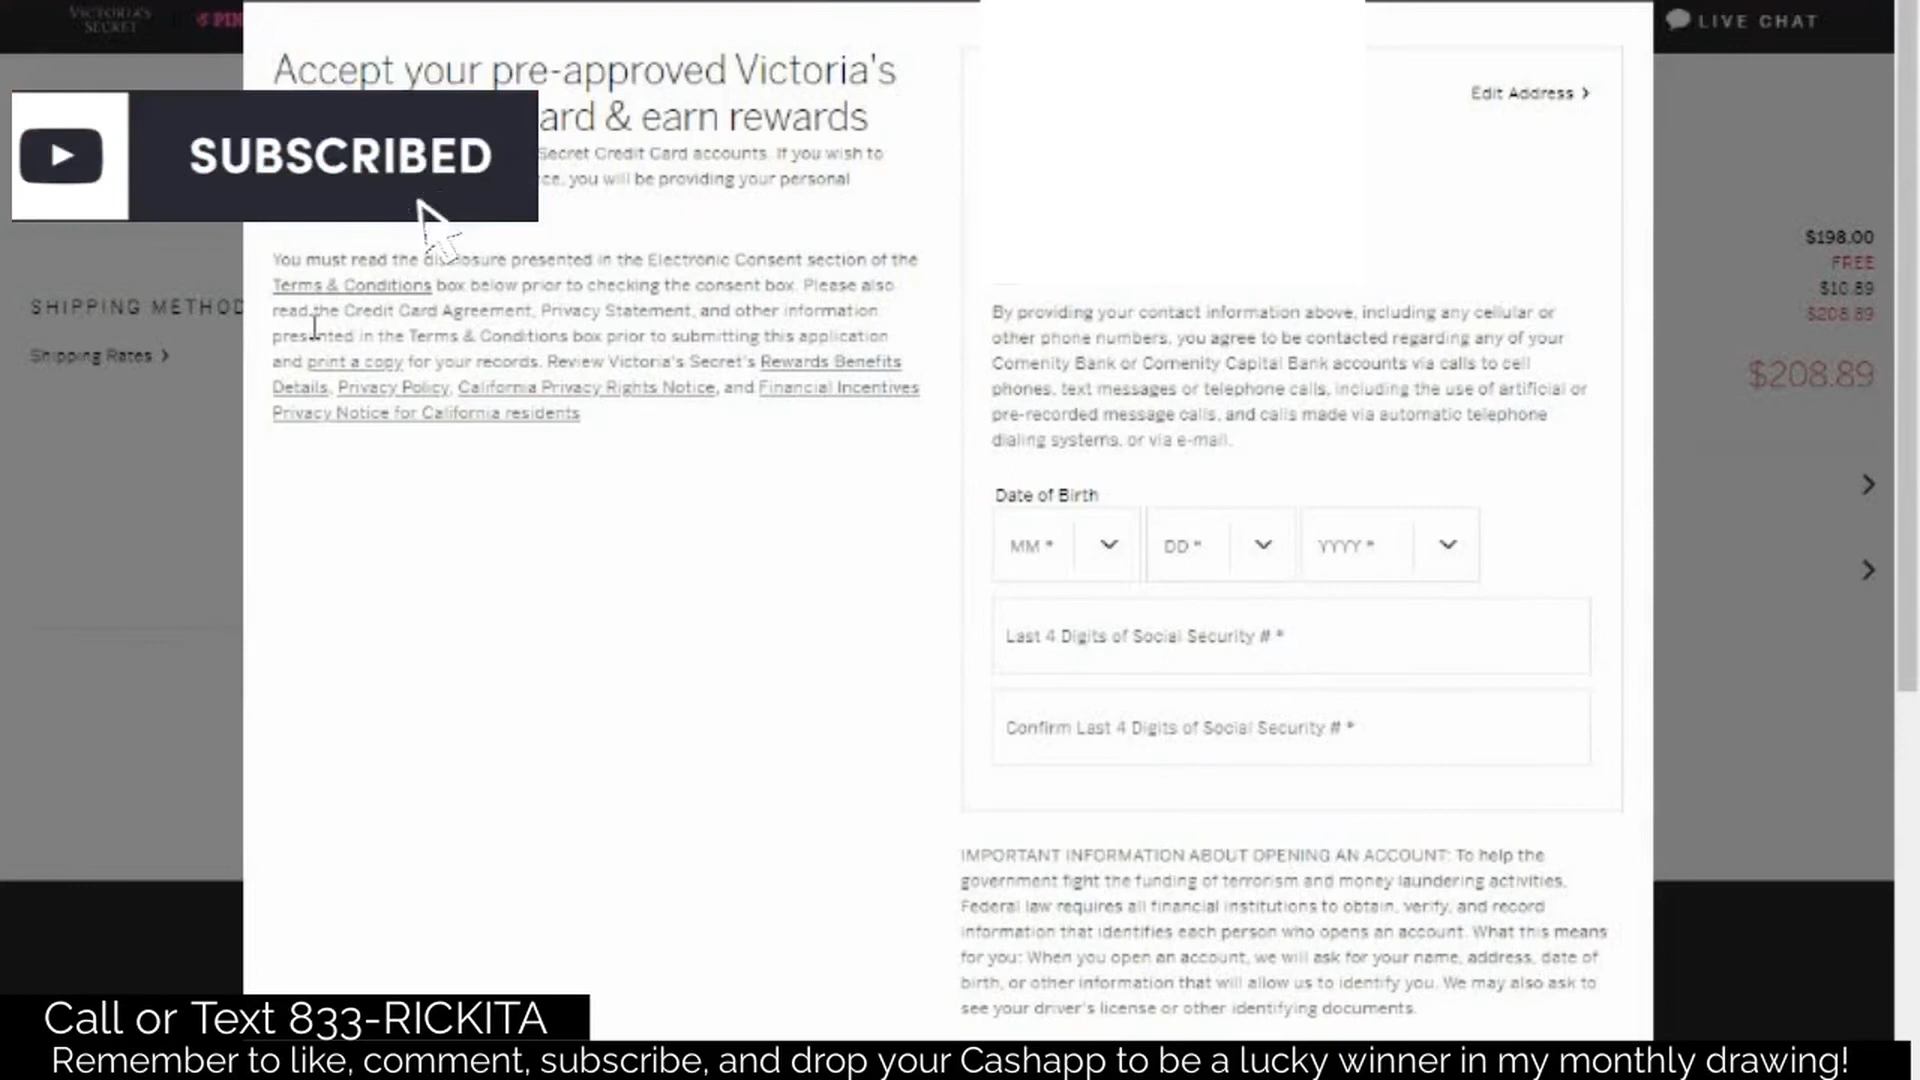 VICTORIA'S
SECRET
PIN
LIVE CHAT
Accept your pre-approved Victoria's
ard & earn rewards
Secret Credit Card accounts. If you wish to
ce, you will be providing your personal
SUBSCRIBED
You must read the disclosure presented in the Electronic Consent section of the
Terms & Conditions box below prior to checking the consent box. Please also
read the Credit Card Agreement, Privacy Statement, and other information
presented in the Terms & Conditions box prior to submitting this application
and print a copy for your records. Review Victoria's Secret's Rewards Benefits
Details, Privacy Policy, California Privacy Rights Notice, and Financial Incentives
Privacy Notice for California residents
SHIPPING METHOD
Shipping Rates
Edit Address
By providing your contact information above, including any cellular or
other phone numbers, you agree to be contacted regarding any of your
Comenity Bank or Comenity Capital Bank accounts via calls to cell
phones, text messages or telephone calls, including the use of artificial or
pre-recorded message calls, and calls made via automatic telephone
dialing systems, or via e-mail.
Date of Birth
MM * DD * YYYY *
Last 4 Digits of Social Security # *
Confirm Last 4 Digits of Social Security # *
IMPORTANT INFORMATION ABOUT OPENING AN ACCOUNT: To help the
government fight the funding of terrorism and money laundering activities,
Federal law requires all financial institutions to obtain, verify, and record
information that identifies each person who opens an account. What this means
for you: When you open an account, we will ask for your name, address, date of
birth, or other information that will allow us to identify you. We may also ask to
see your driver's license or other identifying documents.
$198.00
FREE
$10.89
$208.89
$208.89
Call or Text 833-RICKITA
Remember to like, comment, subscribe, and drop your Cashapp to be a lucky winner in my monthly drawing!